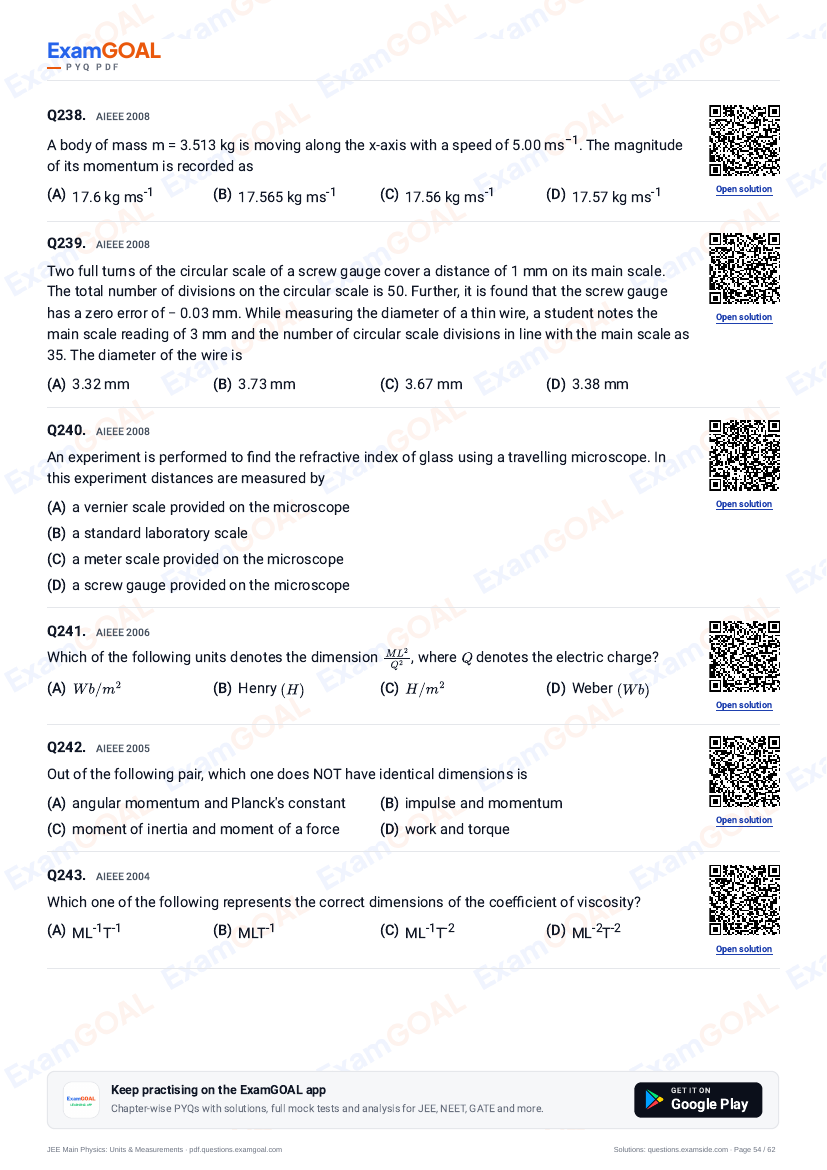 ExamGOAL
PYQ PDF
Q238. AIEEE 2008
A body of mass m = 3.513 kg is moving along the x-axis with a speed of 5.00 ms⁻¹. The magnitude
of its momentum is recorded as
(A) 17.6 kg ms⁻¹ (B) 17.565 kg ms⁻¹ (C) 17.56 kg ms⁻¹ (D) 17.57 kg ms⁻¹
Open solution
Q239. AIEEE 2008
Two full turns of the circular scale of a screw gauge cover a distance of 1 mm on its main scale.
The total number of divisions on the circular scale is 50. Further, it is found that the screw gauge
has a zero error of − 0.03 mm. While measuring the diameter of a thin wire, a student notes the
main scale reading of 3 mm and the number of circular scale divisions in line with the main scale as
35. The diameter of the wire is
(A) 3.32 mm (B) 3.73 mm (C) 3.67 mm (D) 3.38 mm
Open solution
Q240. AIEEE 2008
An experiment is performed to find the refractive index of glass using a travelling microscope. In
this experiment distances are measured by
(A) a vernier scale provided on the microscope
(B) a standard laboratory scale
(C) a meter scale provided on the microscope
(D) a screw gauge provided on the microscope
Open solution
Q241. AIEEE 2006
Which of the following units denotes the dimension ML²/Q², where Q denotes the electric charge?
(A) Wb/m² (B) Henry (H) (C) H/m² (D) Weber (Wb)
Open solution
Q242. AIEEE 2005
Out of the following pair, which one does NOT have identical dimensions is
(A) angular momentum and Planck's constant (B) impulse and momentum
(C) moment of inertia and moment of a force (D) work and torque
Open solution
Q243. AIEEE 2004
Which one of the following represents the correct dimensions of the coefficient of viscosity?
(A) ML⁻¹T⁻¹ (B) MLT⁻¹ (C) ML⁻¹T⁻² (D) ML⁻²T⁻²
Open solution
Keep practising on the ExamGOAL app
Chapter-wise PYQs with solutions, full mock tests and analysis for JEE, NEET, GATE and more.
GET IT ON
Google Play
JEE Main Physics: Units & Measurements · pdf.questions.examgoal.com
Solutions: questions.examside.com · Page 54 / 62